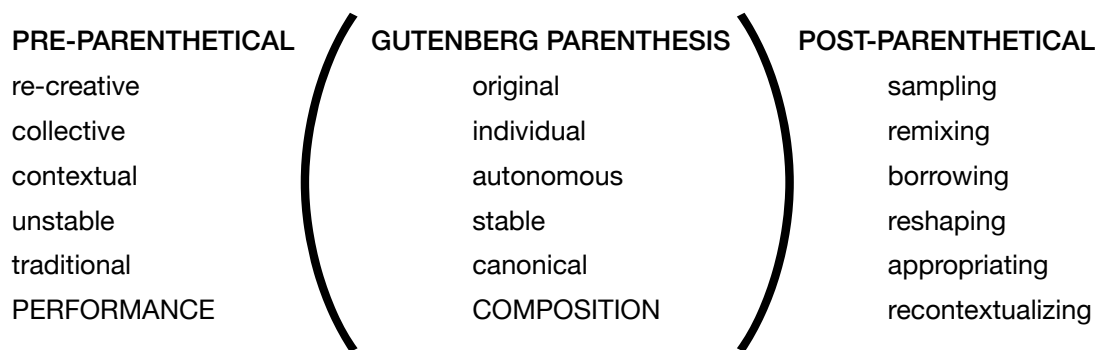 PRE-PARENTHETICAL GUTENBERG PARENTHESIS POST-PARENTHETICAL
re-creative original sampling
collective individual remixing
contextual autonomous borrowing
unstable stable reshaping
traditional canonical appropriating
PERFORMANCE COMPOSITION recontextualizing